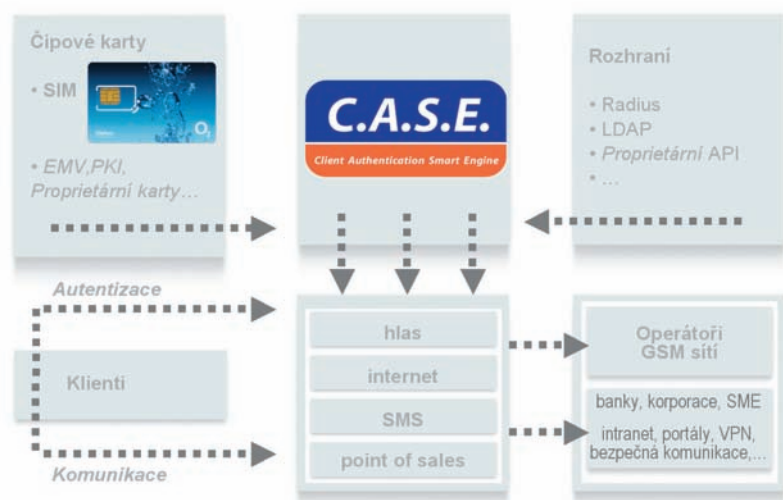 Čipové karty
• SIM
O2
• EMV,PKI,
Proprietární karty...
C.A.S.E.
Client Authentication Smart Engine
Rozhraní
• Radius
• LDAP
• Proprietární API
• ...
Autentizace
Klienti
Komunikace
hlas
internet
SMS
point of sales
Operátoři
GSM sítí
banky, korporace, SME
intranet, portály, VPN,
bezpečná komunikace,...